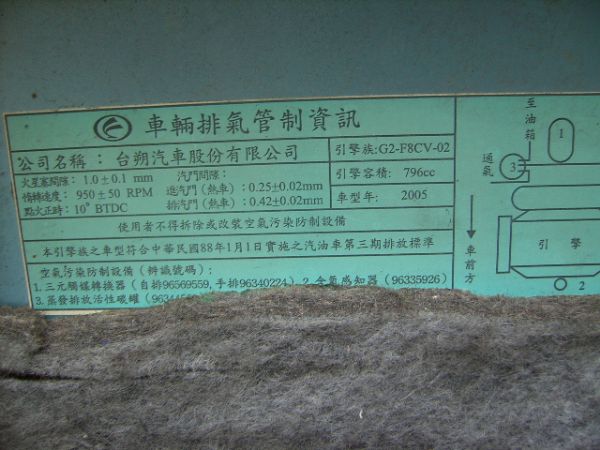 車輛排氣管制資訊
公司名稱： 台朔汽車股份有限公司
引擎族:G2-F8CV-02
火星塞間隙： 1.0±0.1 mm
惰轉速度： 950±50 RPM
點火正時： 10° BTDC
汽門間隙：
進汽門(熱車)：0.25±0.02mm
排汽門(熱車)：0.42±0.02mm
引擎容積： 796cc
車型年： 2005
使用者不得拆除或改裝空氣污染防制設備
本引擎族之車型符合中華民國88年1月1日實施之汽油車第三期排放標準
空氣污染防制設備(辨識號碼)：
1. 三元觸媒轉換器(自排96569559,手排96340224) 2. 含氧感知器(96335926)
3. 蒸發排放活性碳罐
至油箱
1
通氣
3
車前方
引擎
2